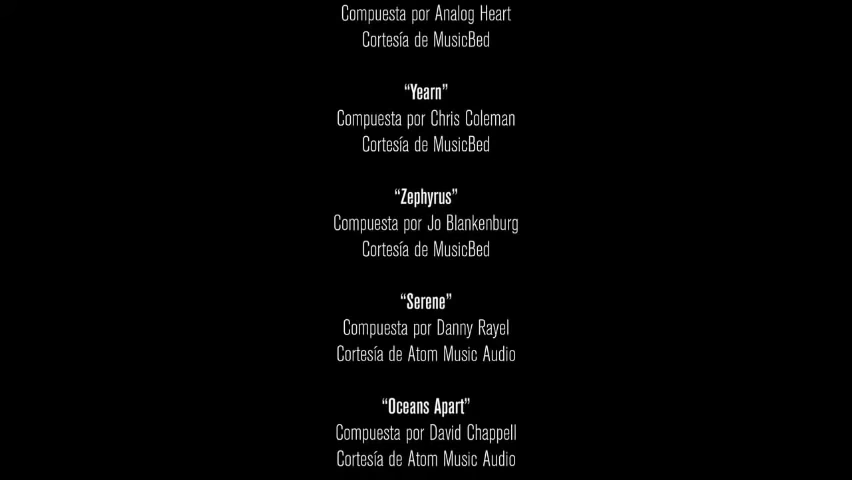 Compuesta por Analog Heart
Cortesía de MusicBed
“Yearn”
Compuesta por Chris Coleman
Cortesía de MusicBed
“Zephyrus”
Compuesta por Jo Blankenburg
Cortesía de MusicBed
“Serene”
Compuesta por Danny Rayel
Cortesía de Atom Music Audio
“Oceans Apart”
Compuesta por David Chappell
Cortesía de Atom Music Audio